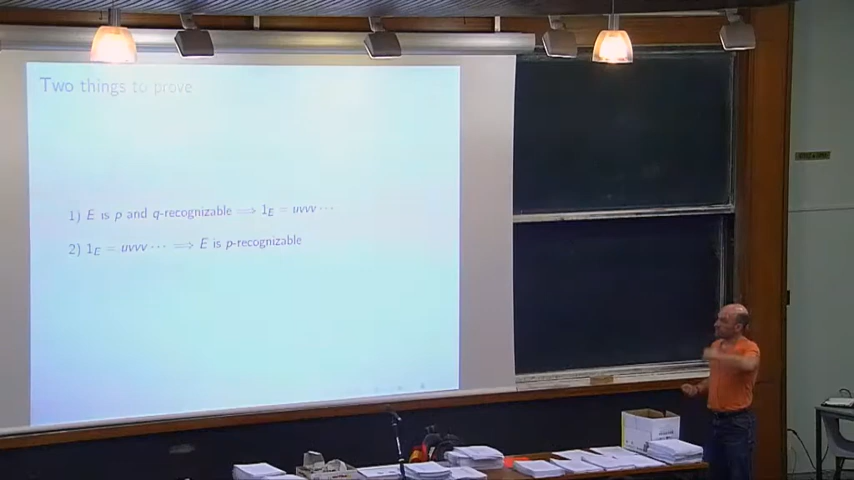 Two things to prove
1) E is p and q-recognizable ⟹ 1_E = uvvv ⋯
2) 1_E = uvvv ⋯ ⟹ E is p-recognizable